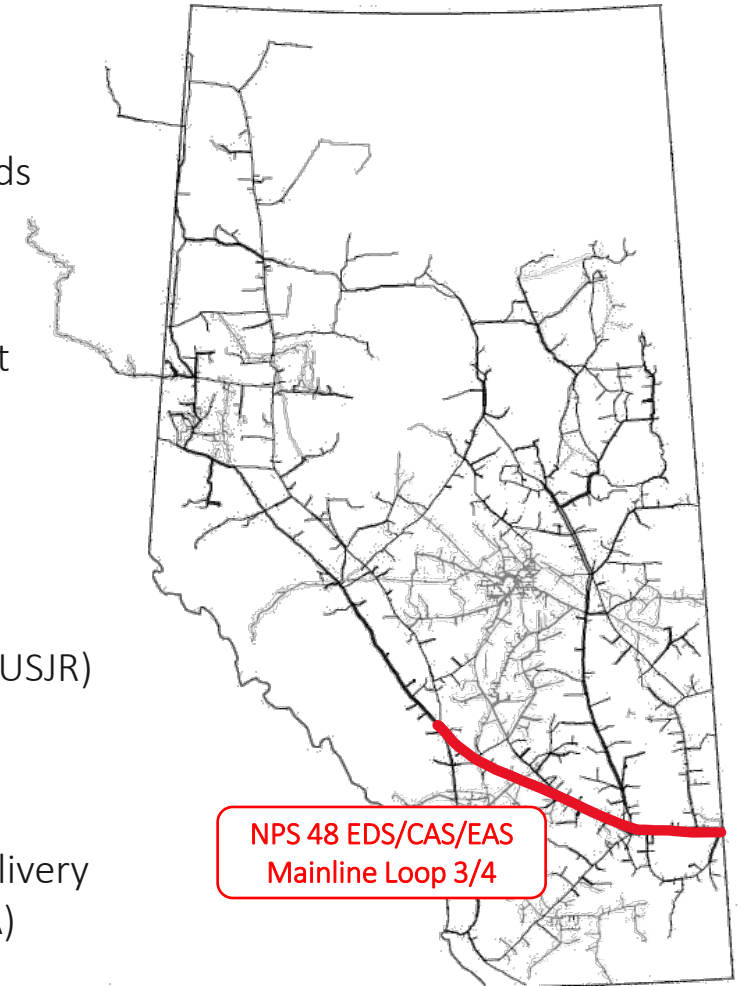 ds
t
USJR)
NPS 48 EDS/CAS/EAS
Mainline Loop 3/4
livery
A)